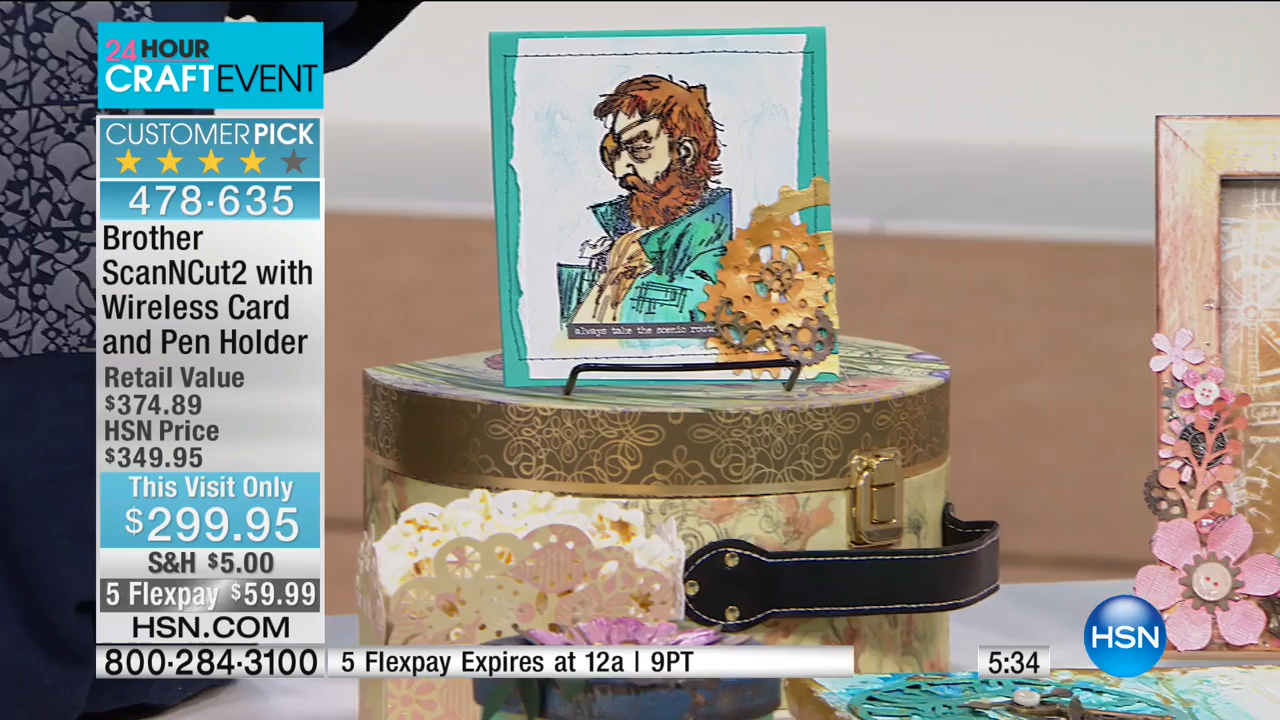 24 HOUR
CRAFTEVENT
CUSTOMER PICK
478-635
Brother
ScanNCut2 with
Wireless Card
and Pen Holder
Retail Value
$374.89
HSN Price
$349.95
This Visit Only
$299.95
S&H $5.00
5 Flexpay $59.99
HSN.COM
800-284-3100
5 Flexpay Expires at 12a | 9PT
5:34
HSN
always take the scenic route